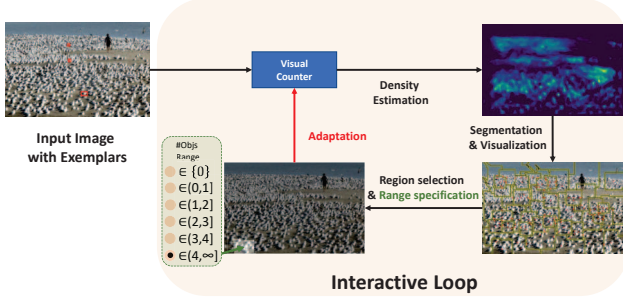 Visual
Counter
Density
Estimation
Input Image
with Exemplars
Adaptation
Segmentation
& Visualization
#Objs
Range
∈ {0}
∈(0,1]
∈(1,2]
∈(2,3]
∈(3,4]
∈(4,∞]
Region selection
& Range specification
Interactive Loop